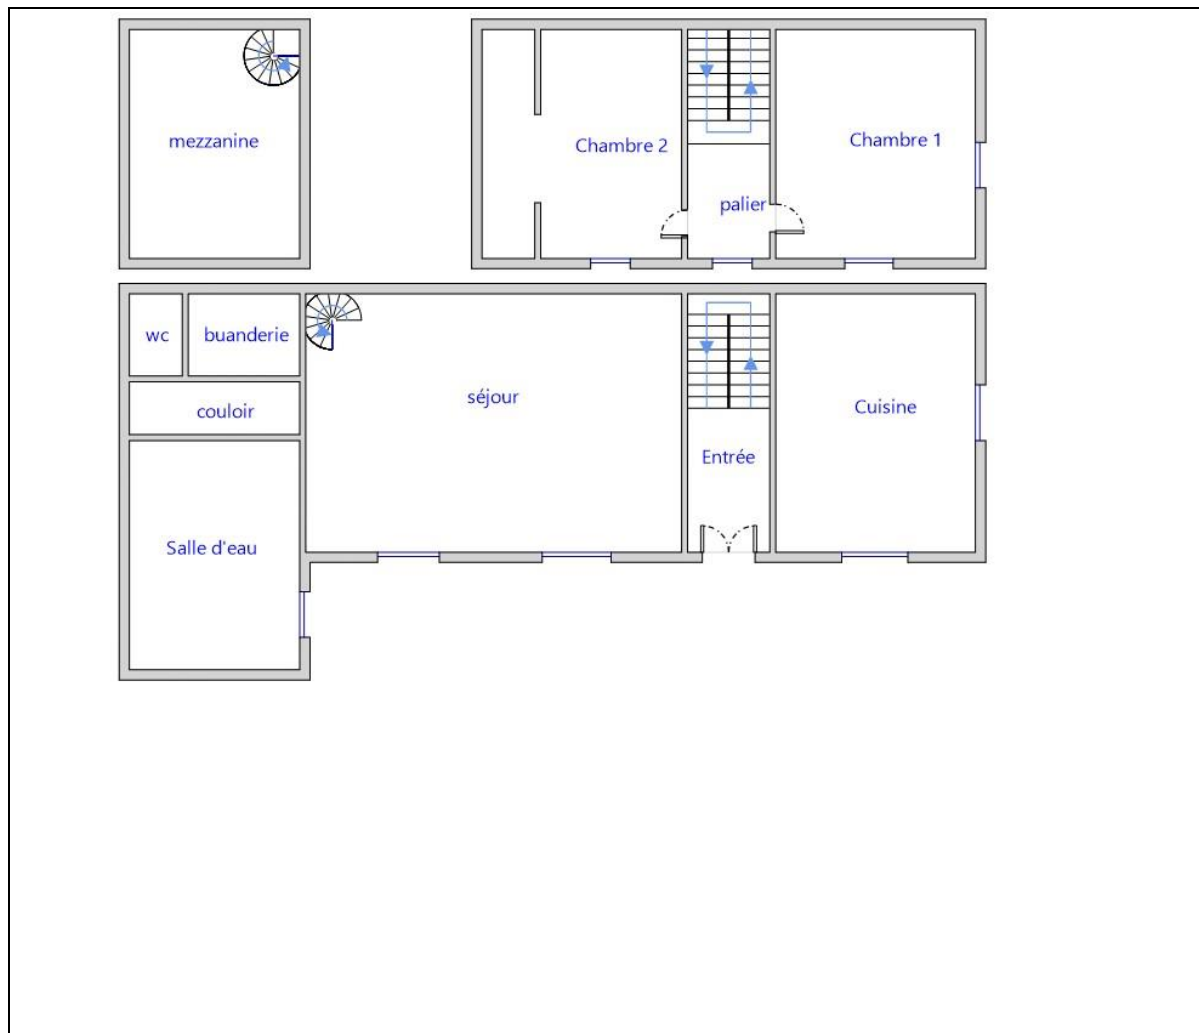 mezzanine
Chambre 2
Chambre 1
palier
wc
buanderie
couloir
séjour
Cuisine
Entrée
Salle d'eau